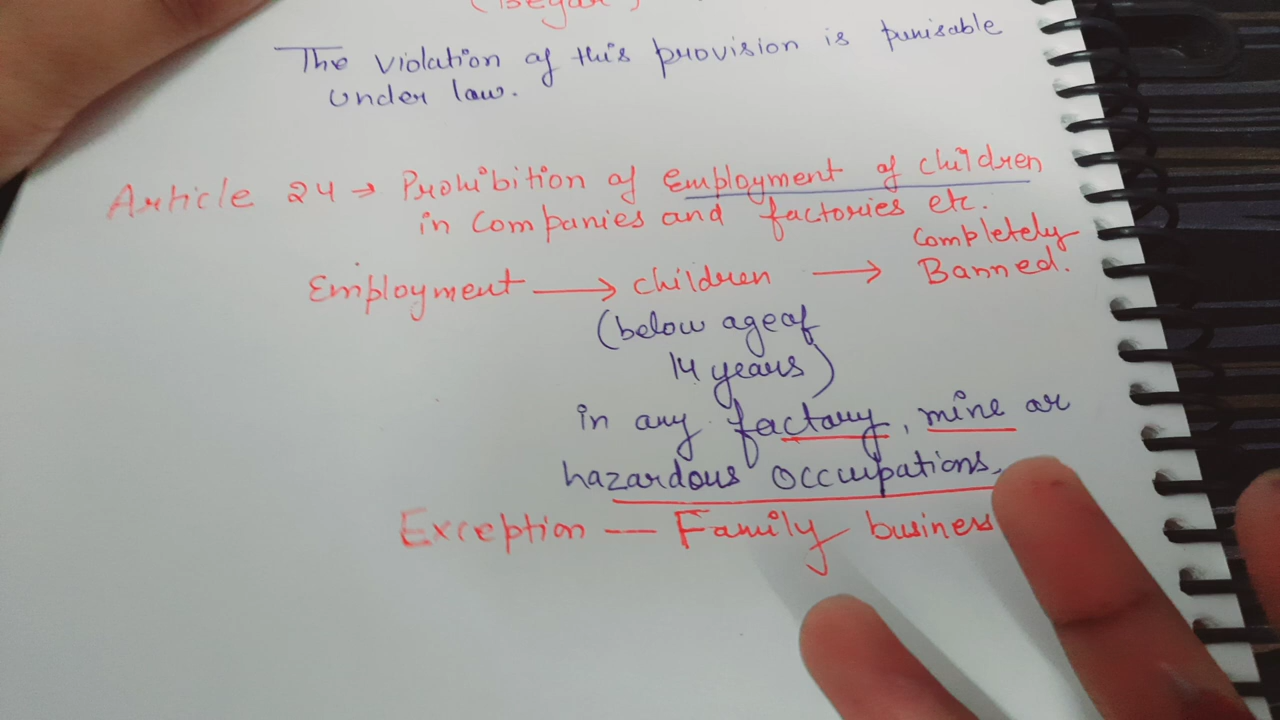 (Begar)
The violation of this provision is punisable
under law.
Article 24 → Prohibition of Employment of children
in Companies and factories etc.
Employment → children → Completely Banned.
(below age of
14 years)
in any factory, mine or
hazardous occupations.
Exception — Family business